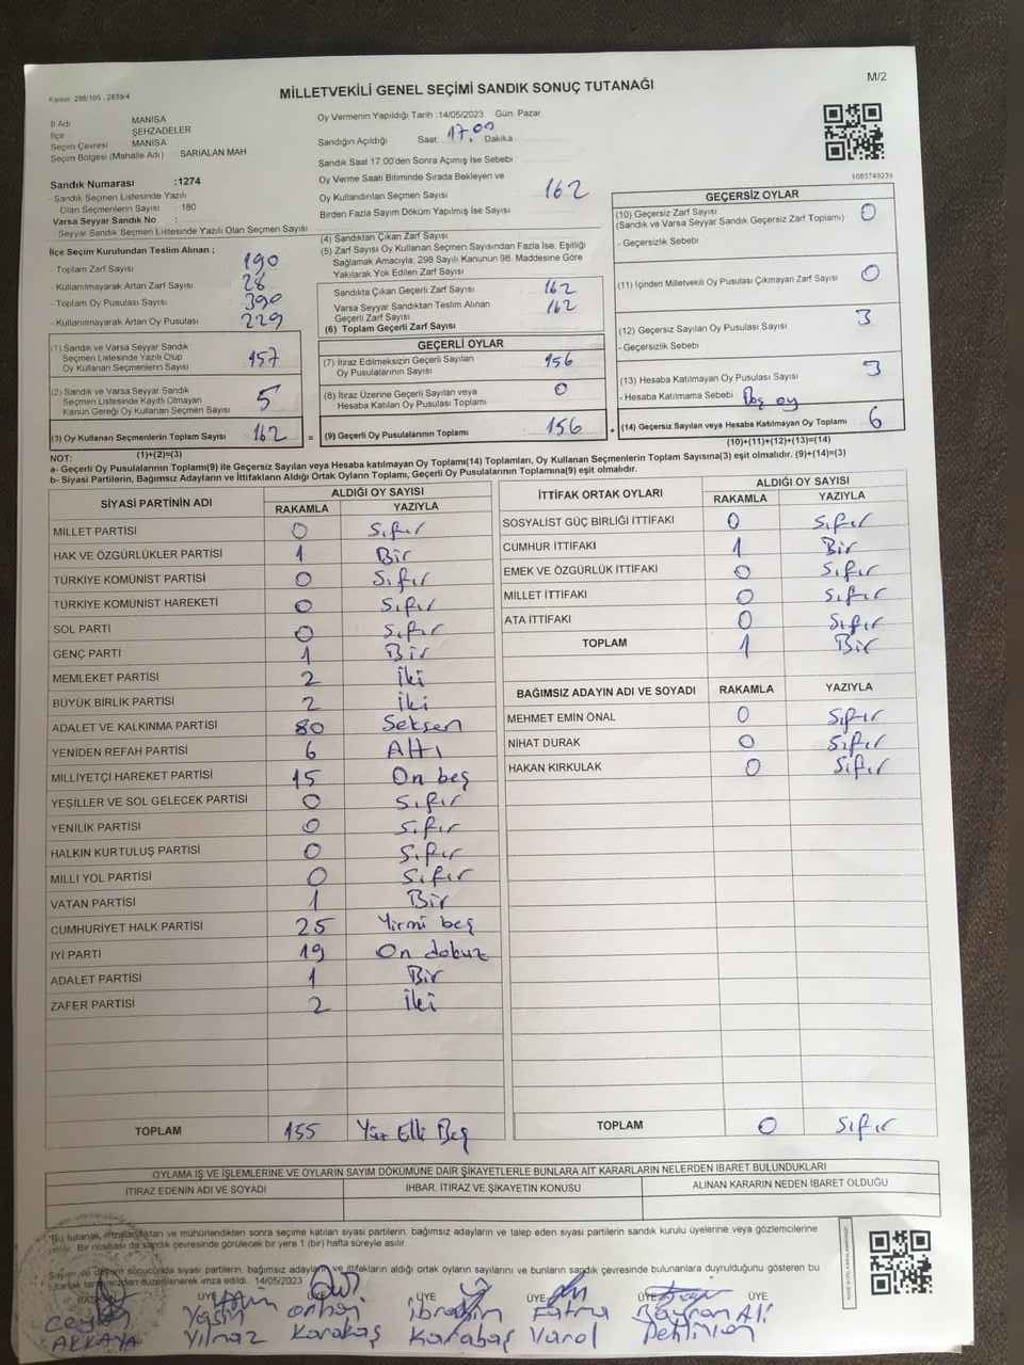 Kanun: 298/105 , 2839/4
MİLLETVEKİLİ GENEL SEÇİMİ SANDIK SONUÇ TUTANAĞI
M/2
İl Adı MANİSA
İlçe ŞEHZADELER
Seçim Çevresi MANİSA
Seçim Bölgesi (Mahalle Adı) SARIALAN MAH
Sandık Numarası :1274
- Sandık Seçmen Listesinde Yazılı
Olan Seçmenlerin Sayısı : 180
Varsa Seyyar Sandık No :
Seyyar Sandık Seçmen Listesinde Yazılı Olan Seçmen Sayısı
Oy Vermenin Yapıldığı Tarih :14/05/2023 Gün: Pazar
Sandığın Açıldığı Saat 17.00 Dakika
Sandık Saat 17.00'den Sonra Açımış İse Sebebi
Oy Verme Saati Bitiminde Sırada Bekleyen ve
Oy Kullandırılan Seçmen Sayısı
Birden Fazla Sayım Döküm Yapılmış İse Sayısı
162
İlçe Seçim Kurulundan Teslim Alınan ;
- Toplam Zarf Sayısı 190
- Kullanılmayarak Artan Zarf Sayısı 28
- Toplam Oy Pusulası Sayısı 390
- Kullanılmayarak Artan Oy Pusulası 229
(1) Sandık ve Varsa Seyyar Sandık
Seçmen Listesinde Yazılı Olup
Oy Kullanan Seçmenlerin Sayısı 157
(2) Sandık ve Varsa Seyyar Sandık
Seçmen Listesinde Kayıtlı Olmayan
Kanun Gereği Oy Kullanan Seçmen Sayısı 5
(3) Oy Kullanan Seçmenlerin Toplam Sayısı 162
(1)+(2)=(3)
(4) Sandıktan Çıkan Zarf Sayısı
(5) Zarf Sayısı Oy Kullanan Seçmen Sayısından Fazla İse, Eşitliği
Sağlamak Amacıyla, 298 Sayılı Kanunun 98. Maddesine Göre
Yakılarak Yok Edilen Zarf Sayısı
Sandıkta Çıkan Geçerli Zarf Sayısı 162
Varsa Seyyar Sandıktan Teslim Alınan
Geçerli Zarf Sayısı 162
(6) Toplam Geçerli Zarf Sayısı
GEÇERLİ OYLAR
(7) İtiraz Edilmeksizin Geçerli Sayılan
Oy Pusulalarının Sayısı 156
(8) İtiraz Üzerine Geçerli Sayılan veya
Hesaba Katılan Oy Pusulası Toplamı 0
= (9) Geçerli Oy Pusulalarının Toplamı 156
1083749239
GEÇERSİZ OYLAR
(10) Geçersiz Zarf Sayısı
(Sandık ve Varsa Seyyar Sandık Geçersiz Zarf Toplamı) 0
- Geçersizlik Sebebi
(11) İçinden Milletvekili Oy Pusulası Çıkmayan Zarf Sayısı 0
(12) Geçersiz Sayılan Oy Pusulası Sayısı 3
- Geçersizlik Sebebi
(13) Hesaba Katılmayan Oy Pusulası Sayısı 3
- Hesaba Katılmama Sebebi Boş oy
+ (14) Geçersiz Sayılan veya Hesaba Katılmayan Oy Toplamı 6
(10)+(11)+(12)+(13)=(14)
NOT:
a- Geçerli Oy Pusulalarının Toplamı(9) ile Geçersiz Sayılan veya Hesaba katılmayan Oy Toplamı(14) Toplamları, Oy Kullanan Seçmenlerin Toplam Sayısına(3) eşit olmalıdır. (9)+(14)=(3)
b- Siyasi Partilerin, Bağımsız Adayların ve İttifakların Aldığı Ortak Oyların Toplamı, Geçerli Oy Pusulalarının Toplamına(9) eşit olmalıdır.
SİYASİ PARTİNİN ADI ALDIĞI OY SAYISI
RAKAMLA YAZIYLA
MİLLET PARTİSİ 0 Sıfır
HAK VE ÖZGÜRLÜKLER PARTİSİ 1 Bir
TÜRKİYE KOMÜNİST PARTİSİ 0 Sıfır
TÜRKİYE KOMÜNİST HAREKETİ 0 Sıfır
SOL PARTİ 0 Sıfır
GENÇ PARTİ 1 Bir
MEMLEKET PARTİSİ 2 İki
BÜYÜK BİRLİK PARTİSİ 2 İki
ADALET VE KALKINMA PARTİSİ 80 Seksen
YENİDEN REFAH PARTİSİ 6 Altı
MİLLİYETÇİ HAREKET PARTİSİ 15 On beş
YEŞİLLER VE SOL GELECEK PARTİSİ 0 Sıfır
YENİLİK PARTİSİ 0 Sıfır
HALKIN KURTULUŞ PARTİSİ 0 Sıfır
MİLLİ YOL PARTİSİ 0 Sıfır
VATAN PARTİSİ 1 Bir
CUMHURİYET HALK PARTİSİ 25 Yirmi beş
İYİ PARTİ 19 On dokuz
ADALET PARTİSİ 1 Bir
ZAFER PARTİSİ 2 İki
TOPLAM 155 Yüz Elli Beş
İTTİFAK ORTAK OYLARI ALDIĞI OY SAYISI
RAKAMLA YAZIYLA
SOSYALİST GÜÇ BİRLİĞİ İTTİFAKI 0 Sıfır
CUMHUR İTTİFAKI 1 Bir
EMEK VE ÖZGÜRLÜK İTTİFAKI 0 Sıfır
MİLLET İTTİFAKI 0 Sıfır
ATA İTTİFAKI 0 Sıfır
TOPLAM 1 Bir
BAĞIMSIZ ADAYIN ADI VE SOYADI RAKAMLA YAZIYLA
MEHMET EMİN ÖNAL 0 Sıfır
NİHAT DURAK 0 Sıfır
HAKAN KIRKULAK 0 Sıfır
TOPLAM 0 Sıfır
OYLAMA İŞ VE İŞLEMLERİNE VE OYLARIN SAYIM DÖKÜMÜNE DAİR ŞİKAYETLERLE BUNLARA AİT KARARLARIN NELERDEN İBARET BULUNDUKLARI
İTİRAZ EDENİN ADI VE SOYADI İHBAR, İTİRAZ VE ŞİKAYETİN KONUSU ALINAN KARARIN NEDEN İBARET OLDUĞU
"Bu tutanak, imzalandıktan ve mühürlendikten sonra seçime katılan siyasi partilerin, bağımsız adayların ve talep eden siyasi partilerin sandık kurulu üyelerine veya gözlemcilerine
verilir. Bir nüshası da sandık çevresinde görülecek bir yere 1 (bir) hafta süreyle asılır.
Sayım ve döküm sonucunda siyasi partilerin, bağımsız adayların ve ittifakların aldığı ortak oyların sayılarını ve bunların sandık çevresinde bulunanlara duyrulduğunu gösteren bu
tutanak tarafımızdan düzenlenerek imza edildi. 14/05/2023
ÜYE ÜYE ÜYE ÜYE ÜYE
Ceylan Yasin Orhan İbrahim Fatma Bayram Ali
AKKAYA Yılmaz Karakaş Karabaş Varol Pehlivan